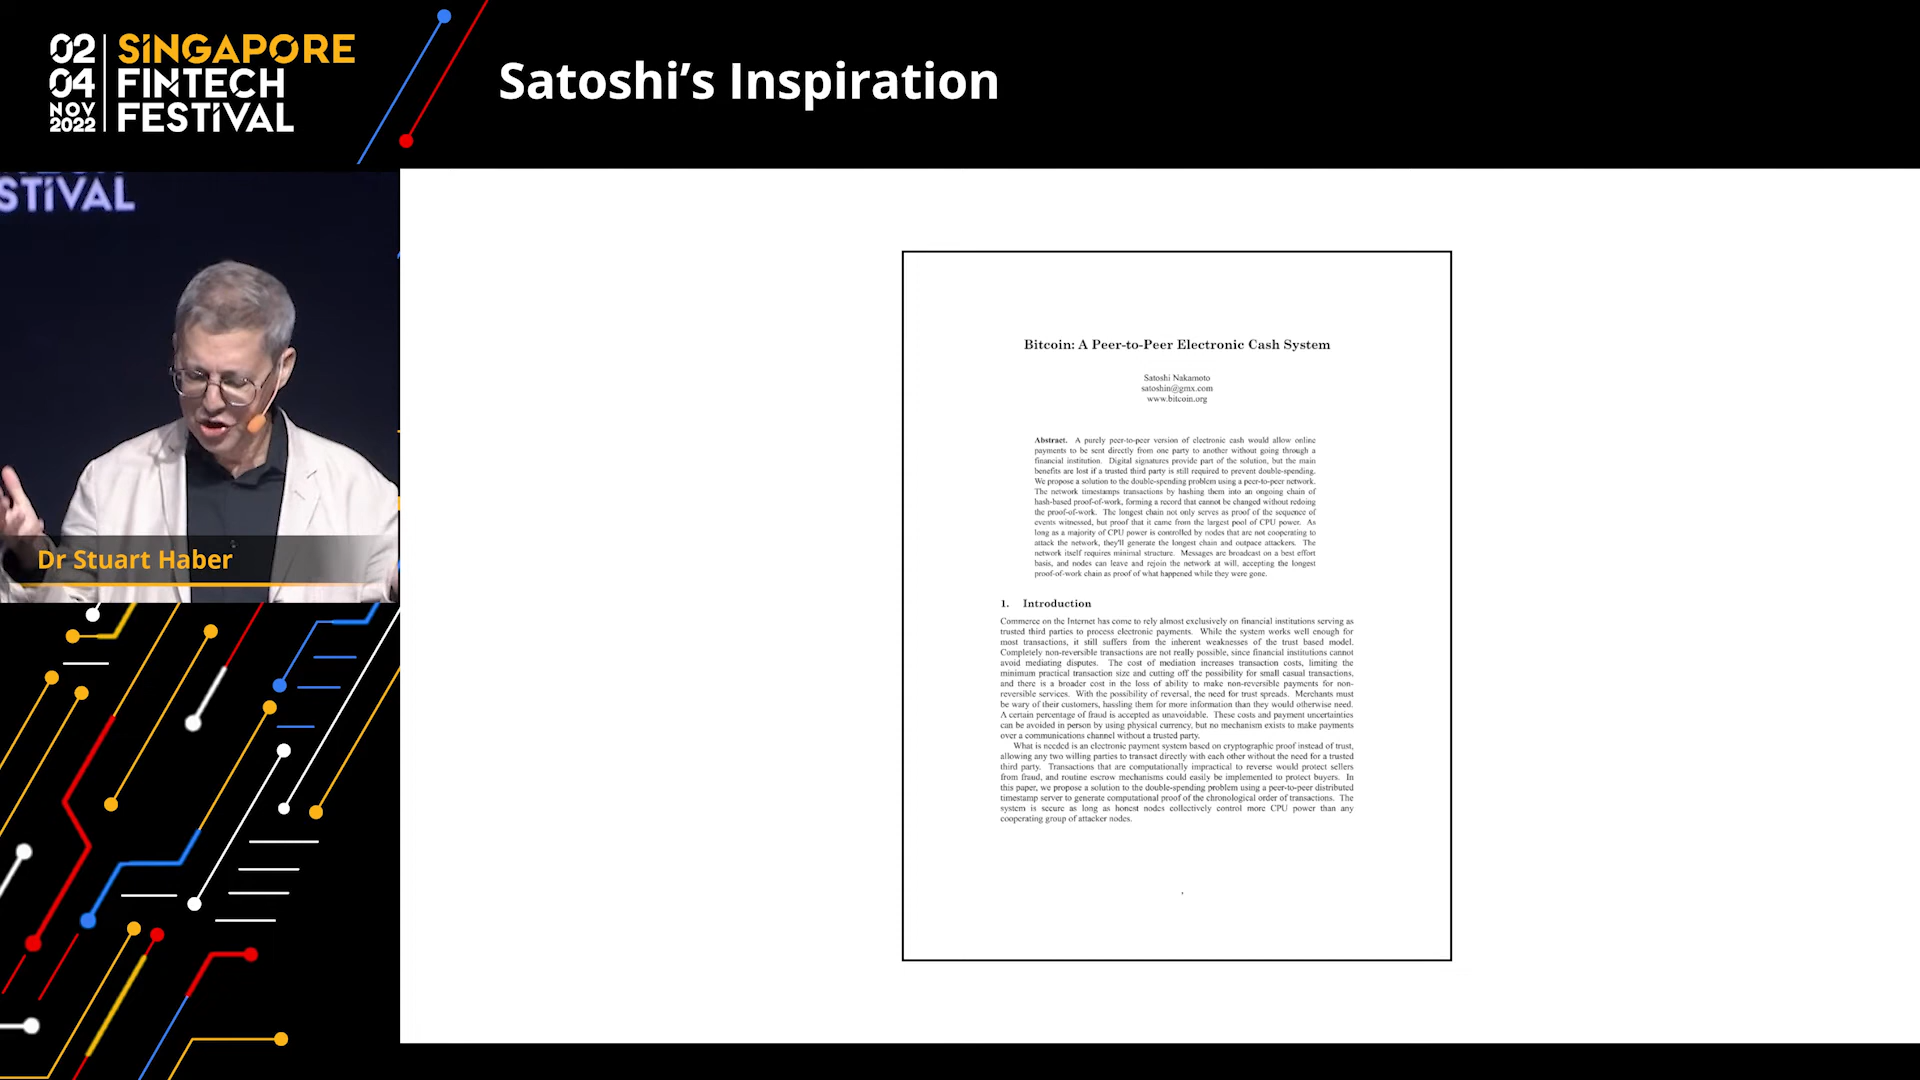 02
04
NOV
2022
SINGAPORE
FINTECH
FESTIVAL
Satoshi's Inspiration
STIVAL
Dr Stuart Haber
Bitcoin: A Peer-to-Peer Electronic Cash System
Satoshi Nakamoto
satoshin@gmx.com
www.bitcoin.org
Abstract. A purely peer-to-peer version of electronic cash would allow online
payments to be sent directly from one party to another without going through a
financial institution. Digital signatures provide part of the solution, but the main
benefits are lost if a trusted third party is still required to prevent double-spending.
We propose a solution to the double-spending problem using a peer-to-peer network.
The network timestamps transactions by hashing them into an ongoing chain of
hash-based proof-of-work, forming a record that cannot be changed without redoing
the proof-of-work. The longest chain not only serves as proof of the sequence of
events witnessed, but proof that it came from the largest pool of CPU power. As
long as a majority of CPU power is controlled by nodes that are not cooperating to
attack the network, they'll generate the longest chain and outpace attackers. The
network itself requires minimal structure. Messages are broadcast on a best effort
basis, and nodes can leave and rejoin the network at will, accepting the longest
proof-of-work chain as proof of what happened while they were gone.
1. Introduction
Commerce on the Internet has come to rely almost exclusively on financial institutions serving as
trusted third parties to process electronic payments. While the system works well enough for
most transactions, it still suffers from the inherent weaknesses of the trust based model.
Completely non-reversible transactions are not really possible, since financial institutions cannot
avoid mediating disputes. The cost of mediation increases transaction costs, limiting the
minimum practical transaction size and cutting off the possibility for small casual transactions,
and there is a broader cost in the loss of ability to make non-reversible payments for non-
reversible services. With the possibility of reversal, the need for trust spreads. Merchants must
be wary of their customers, hassling them for more information than they would otherwise need.
A certain percentage of fraud is accepted as unavoidable. These costs and payment uncertainties
can be avoided in person by using physical currency, but no mechanism exists to make payments
over a communications channel without a trusted party.
What is needed is an electronic payment system based on cryptographic proof instead of trust,
allowing any two willing parties to transact directly with each other without the need for a trusted
third party. Transactions that are computationally impractical to reverse would protect sellers
from fraud, and routine escrow mechanisms could easily be implemented to protect buyers. In
this paper, we propose a solution to the double-spending problem using a peer-to-peer distributed
timestamp server to generate computational proof of the chronological order of transactions. The
system is secure as long as honest nodes collectively control more CPU power than any
cooperating group of attacker nodes.